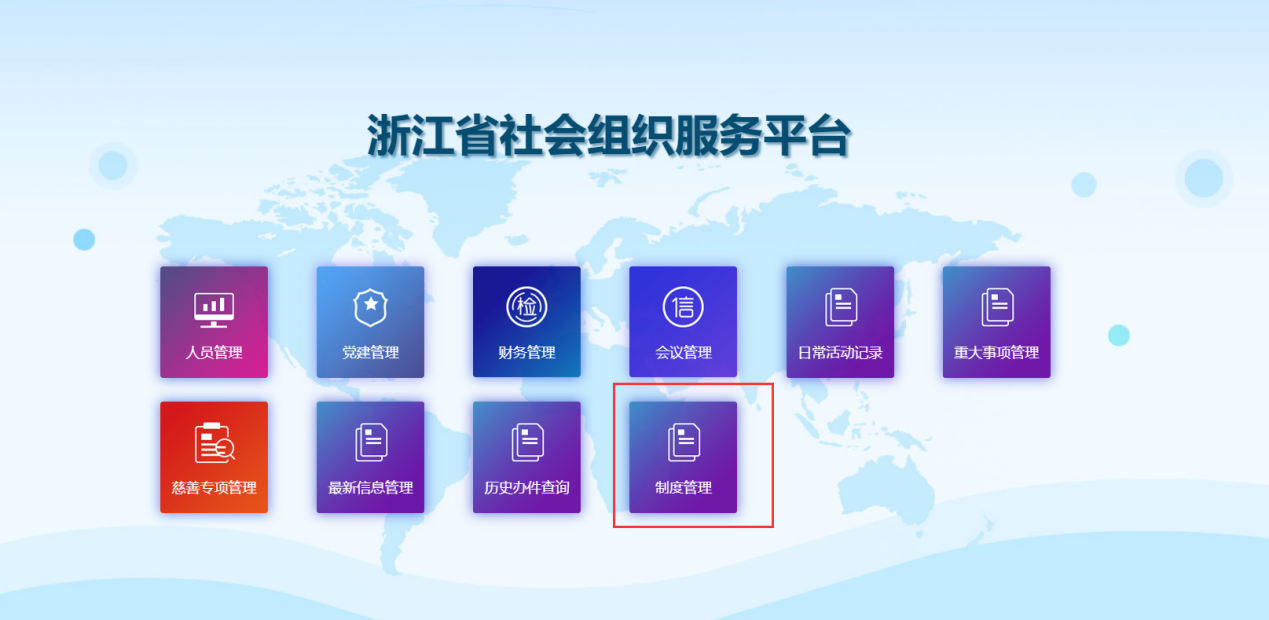 浙江省社会组织服务平台
人员管理
党建管理
检
财务管理
信
会议管理
日常活动记录
重大事项管理
慈善专项管理
最新信息管理
历史办件查询
制度管理